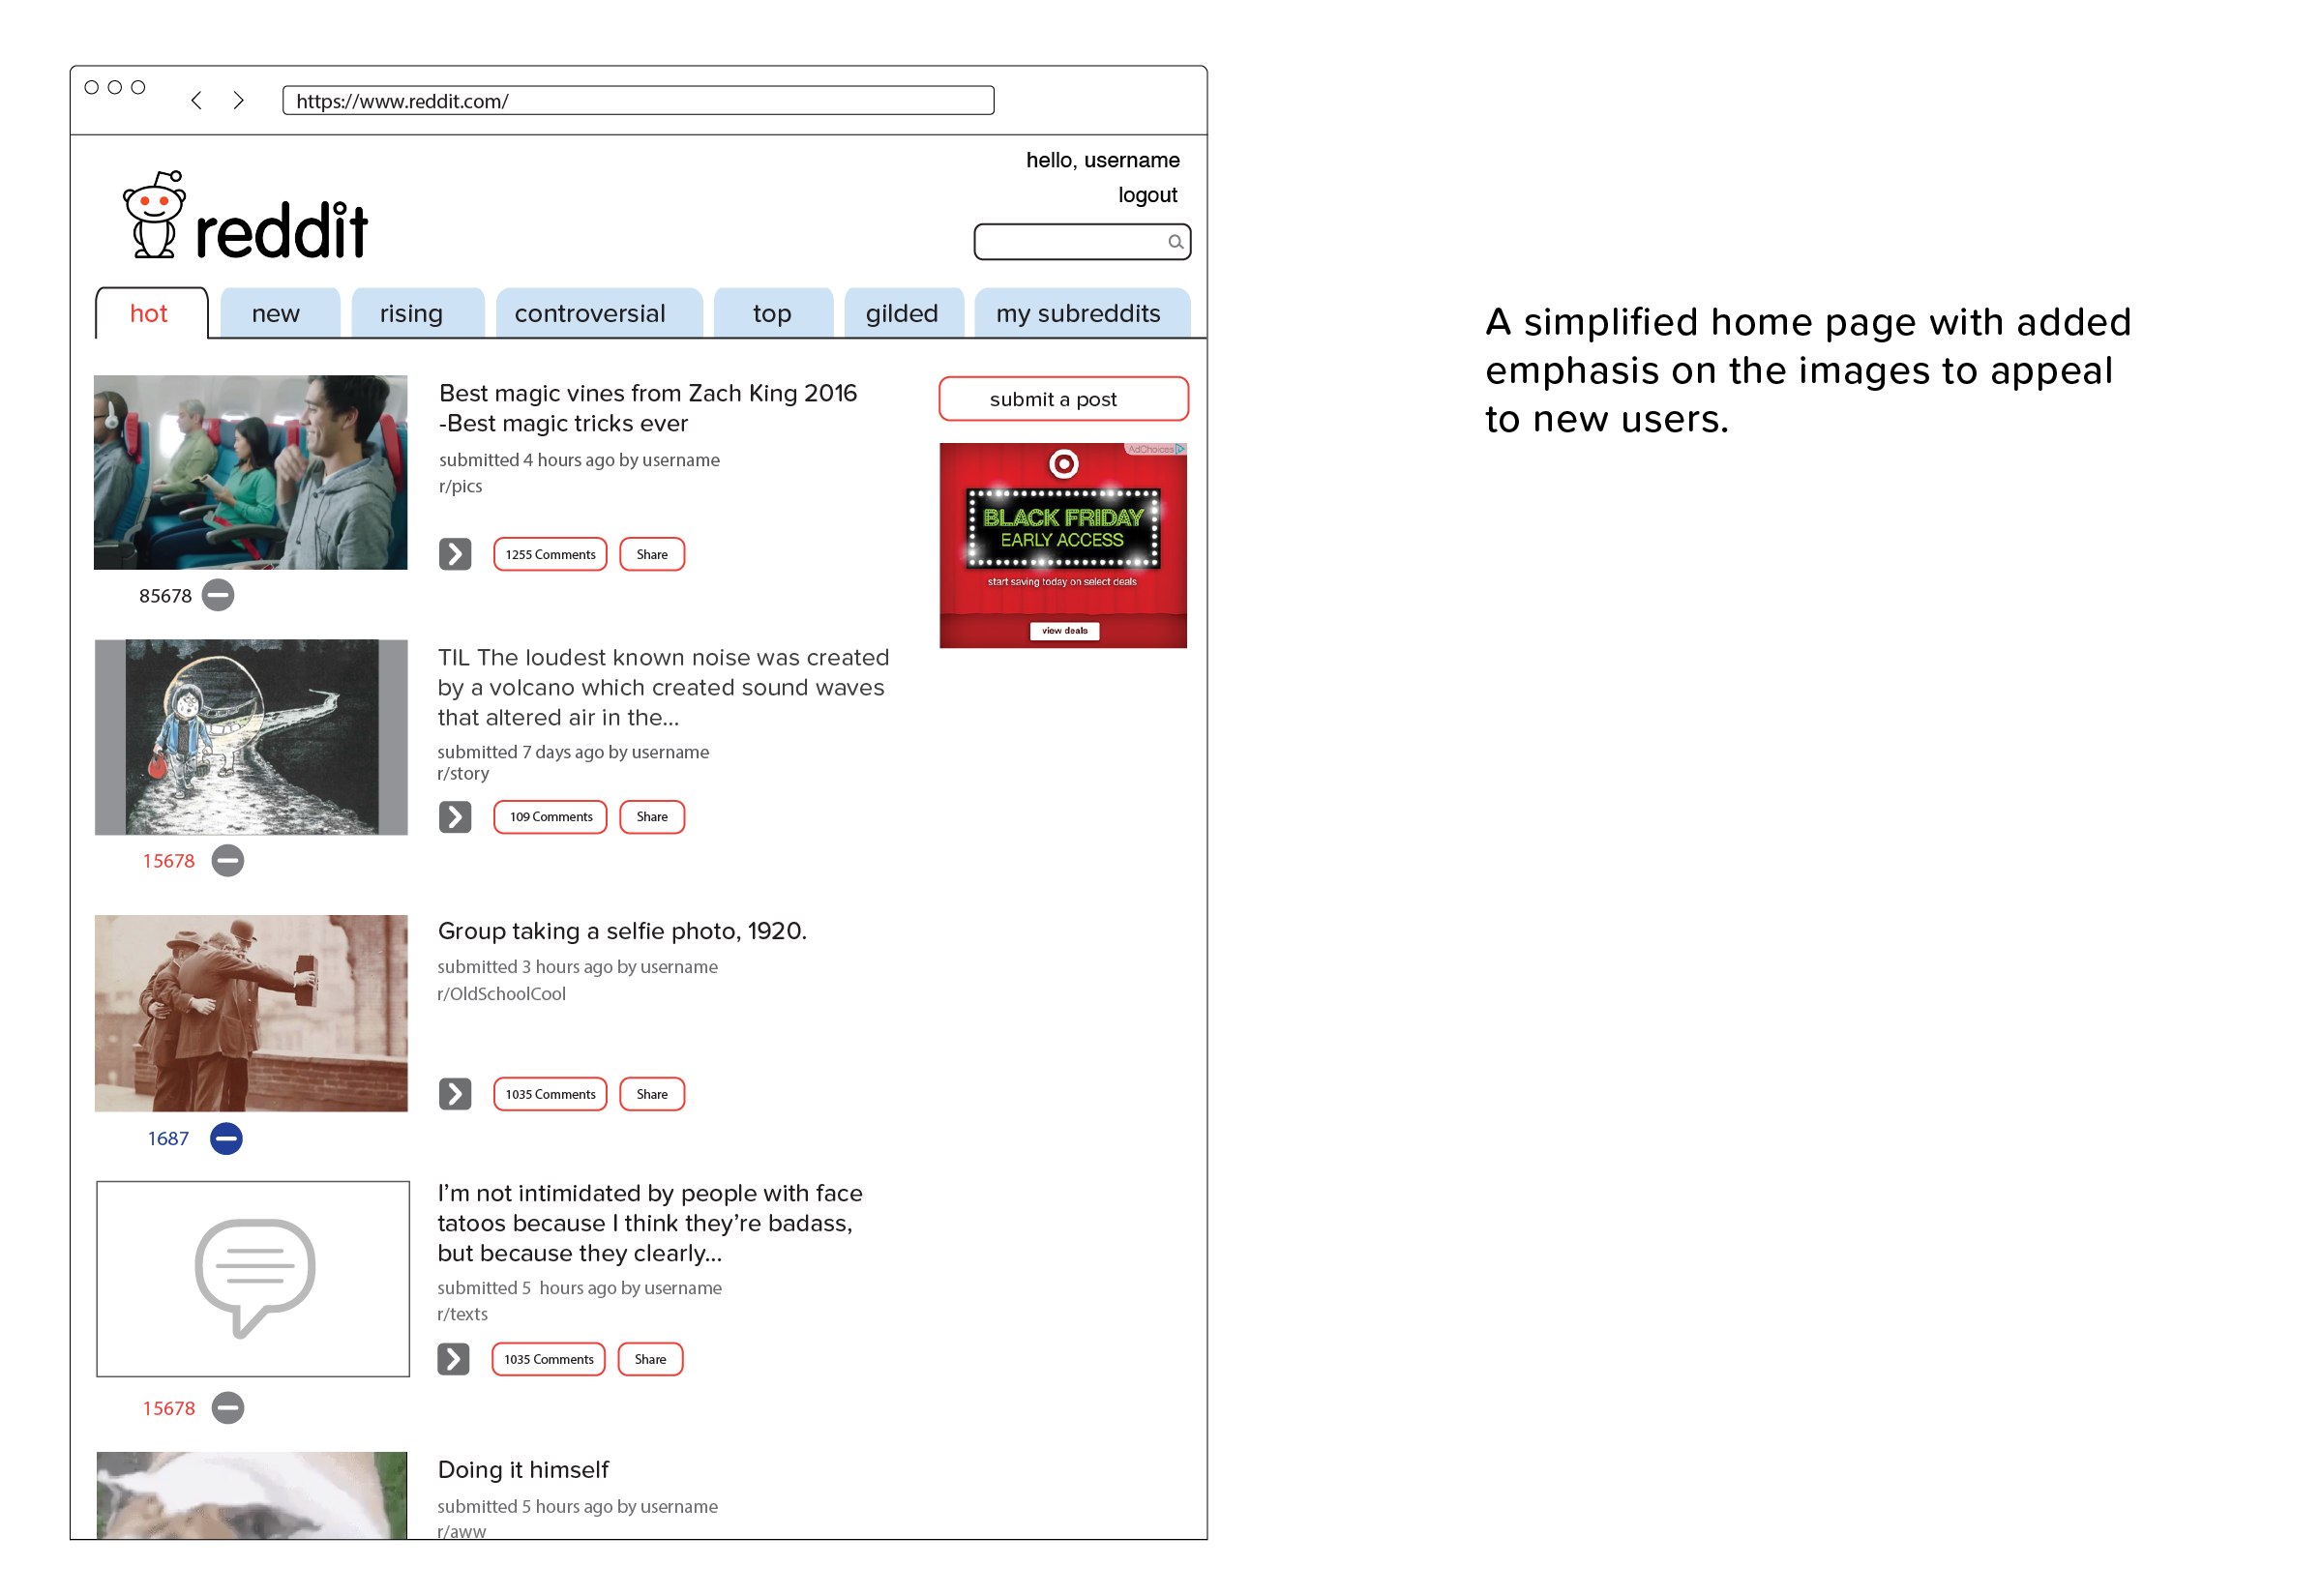 https://www.reddit.com/
hello, username
logout
reddit
hot
new
rising
controversial
top
gilded
my subreddits
Best magic vines from Zach King 2016
-Best magic tricks ever
submitted 4 hours ago by username
r/pics
1255 Comments
Share
85678
submit a post
AdChoices
BLACK FRIDAY
EARLY ACCESS
start saving today on select deals
view deals
TIL The loudest known noise was created
by a volcano which created sound waves
that altered air in the...
submitted 7 days ago by username
r/story
109 Comments
Share
15678
Group taking a selfie photo, 1920.
submitted 3 hours ago by username
r/OldSchoolCool
1035 Comments
Share
1687
I’m not intimidated by people with face
tatoos because I think they’re badass,
but because they clearly...
submitted 5  hours ago by username
r/texts
1035 Comments
Share
15678
Doing it himself
submitted 5 hours ago by username
r/aww
A simplified home page with added
emphasis on the images to appeal
to new users.